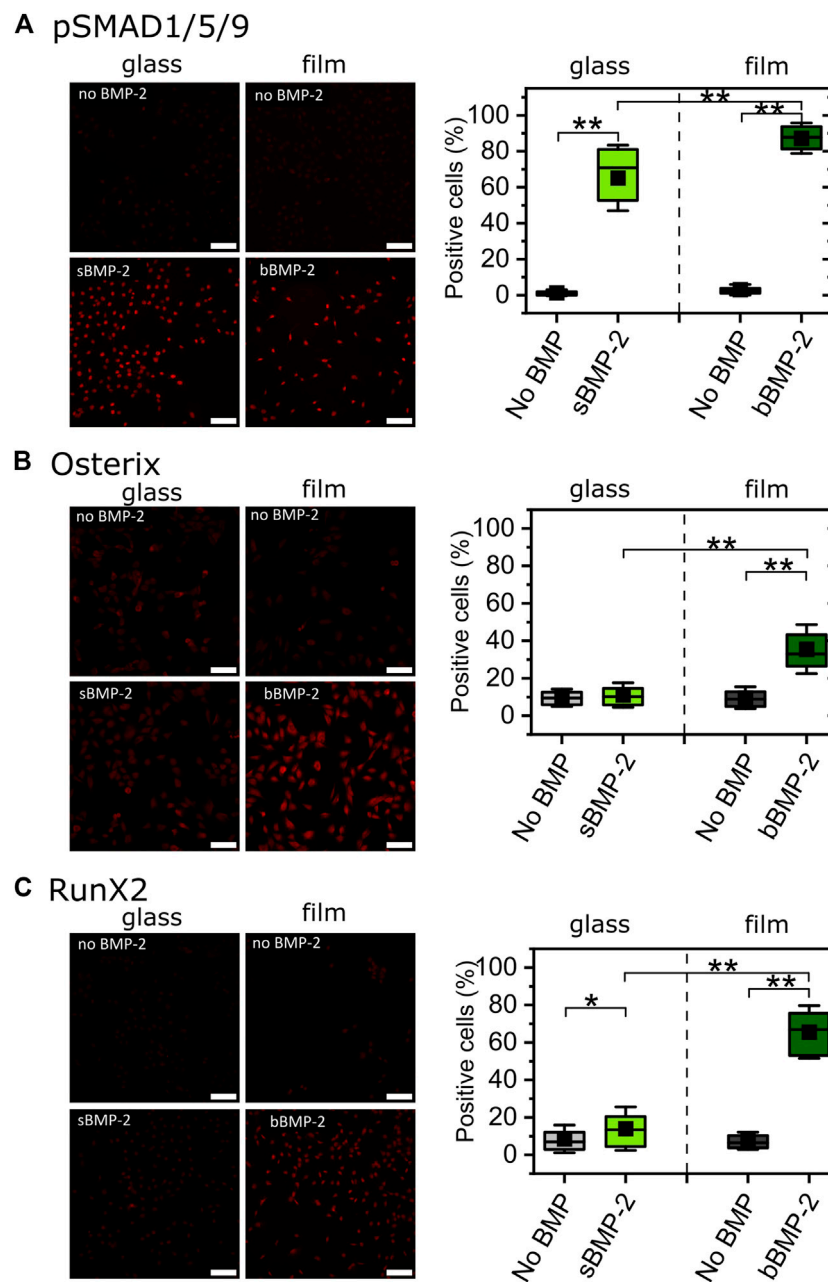 A pSMAD1/5/9
glass film
no BMP-2 no BMP-2
sBMP-2 bBMP-2
glass film
Positive cells (%)
100
80
60
40
20
0
** ** **
No BMP
sBMP-2
No BMP
bBMP-2
B Osterix
glass film
no BMP-2 no BMP-2
sBMP-2 bBMP-2
glass film
Positive cells (%)
100
80
60
40
20
0
**
**
No BMP
sBMP-2
No BMP
bBMP-2
C RunX2
glass film
no BMP-2 no BMP-2
sBMP-2 bBMP-2
glass film
Positive cells (%)
100
80
60
40
20
0
**
* **
No BMP
sBMP-2
No BMP
bBMP-2